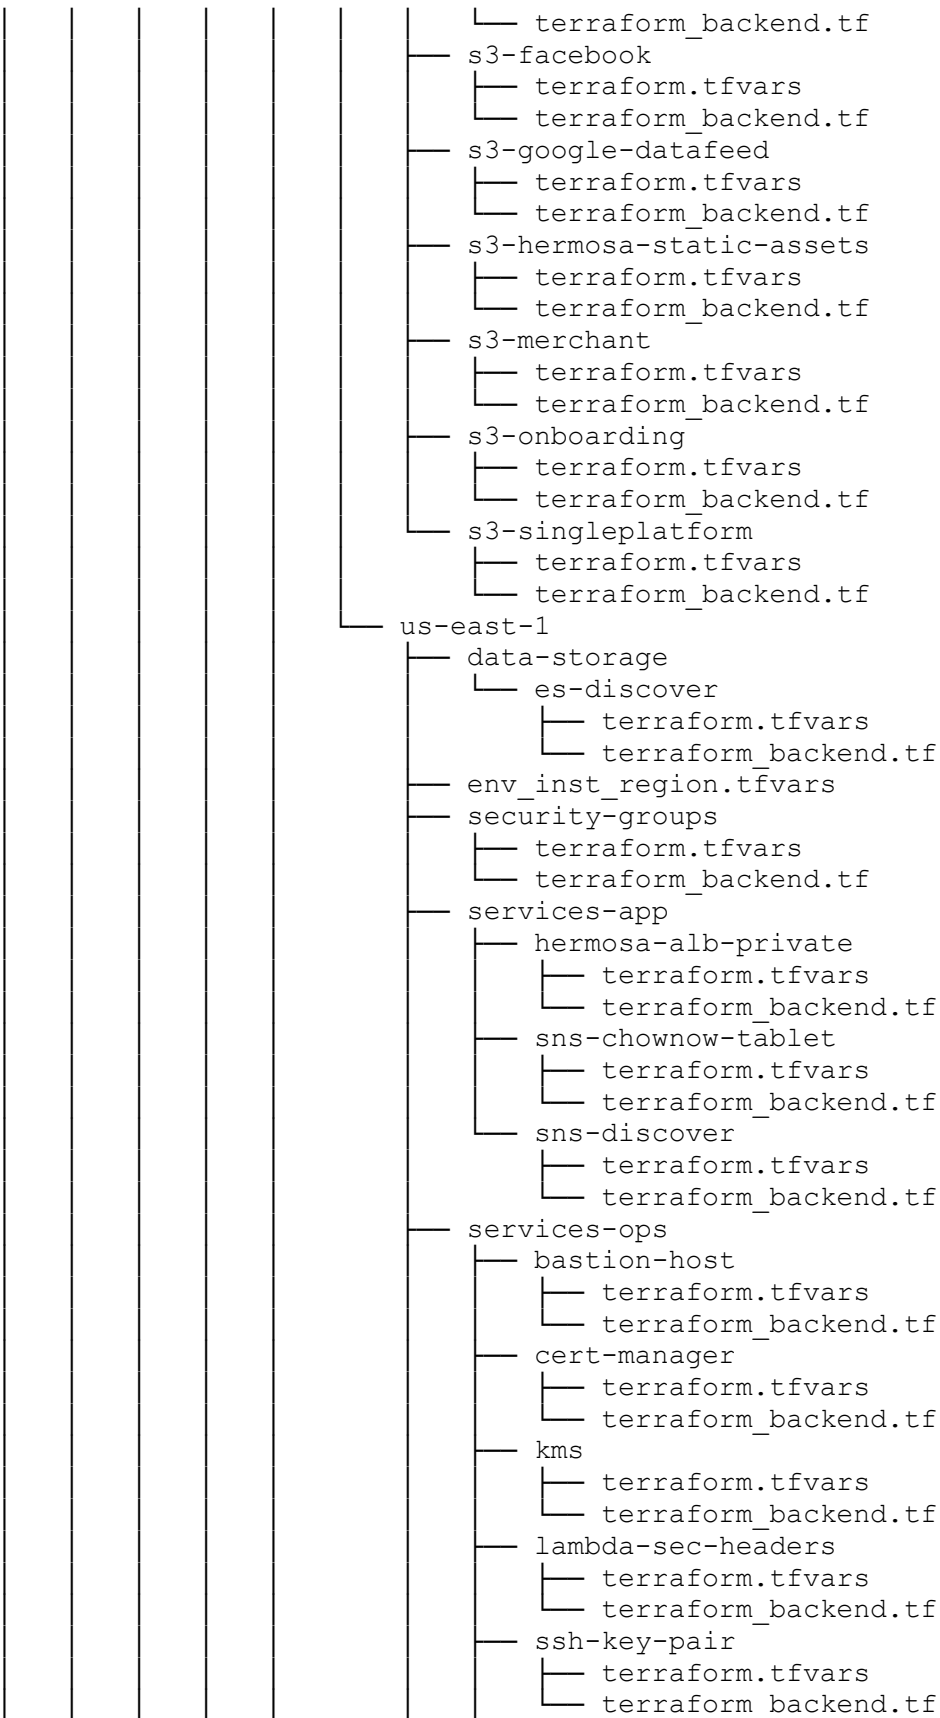 │   │   │   │   │   │   │   └── terraform_backend.tf
│   │   │   │   │   │   ├── s3-facebook
│   │   │   │   │   │   │   ├── terraform.tfvars
│   │   │   │   │   │   │   └── terraform_backend.tf
│   │   │   │   │   │   ├── s3-google-datafeed
│   │   │   │   │   │   │   ├── terraform.tfvars
│   │   │   │   │   │   │   └── terraform_backend.tf
│   │   │   │   │   │   ├── s3-hermosa-static-assets
│   │   │   │   │   │   │   ├── terraform.tfvars
│   │   │   │   │   │   │   └── terraform_backend.tf
│   │   │   │   │   │   ├── s3-merchant
│   │   │   │   │   │   │   ├── terraform.tfvars
│   │   │   │   │   │   │   └── terraform_backend.tf
│   │   │   │   │   │   ├── s3-onboarding
│   │   │   │   │   │   │   ├── terraform.tfvars
│   │   │   │   │   │   │   └── terraform_backend.tf
│   │   │   │   │   │   └── s3-singleplatform
│   │   │   │   │   │       ├── terraform.tfvars
│   │   │   │   │   │       └── terraform_backend.tf
│   │   │   │   │   └── us-east-1
│   │   │   │   │       ├── data-storage
│   │   │   │   │       │   └── es-discover
│   │   │   │   │       │       ├── terraform.tfvars
│   │   │   │   │       │       └── terraform_backend.tf
│   │   │   │   │       ├── env_inst_region.tfvars
│   │   │   │   │       ├── security-groups
│   │   │   │   │       │   ├── terraform.tfvars
│   │   │   │   │       │   └── terraform_backend.tf
│   │   │   │   │       ├── services-app
│   │   │   │   │       │   ├── hermosa-alb-private
│   │   │   │   │       │   │   ├── terraform.tfvars
│   │   │   │   │       │   │   └── terraform_backend.tf
│   │   │   │   │       │   ├── sns-chownow-tablet
│   │   │   │   │       │   │   ├── terraform.tfvars
│   │   │   │   │       │   │   └── terraform_backend.tf
│   │   │   │   │       │   └── sns-discover
│   │   │   │   │       │       ├── terraform.tfvars
│   │   │   │   │       │       └── terraform_backend.tf
│   │   │   │   │       ├── services-ops
│   │   │   │   │       │   ├── bastion-host
│   │   │   │   │       │   │   ├── terraform.tfvars
│   │   │   │   │       │   │   └── terraform_backend.tf
│   │   │   │   │       │   ├── cert-manager
│   │   │   │   │       │   │   ├── terraform.tfvars
│   │   │   │   │       │   │   └── terraform_backend.tf
│   │   │   │   │       │   ├── kms
│   │   │   │   │       │   │   ├── terraform.tfvars
│   │   │   │   │       │   │   └── terraform_backend.tf
│   │   │   │   │       │   ├── lambda-sec-headers
│   │   │   │   │       │   │   ├── terraform.tfvars
│   │   │   │   │       │   │   └── terraform_backend.tf
│   │   │   │   │       │   ├── ssh-key-pair
│   │   │   │   │       │   │   ├── terraform.tfvars
│   │   │   │   │       │   │   └── terraform_backend.tf